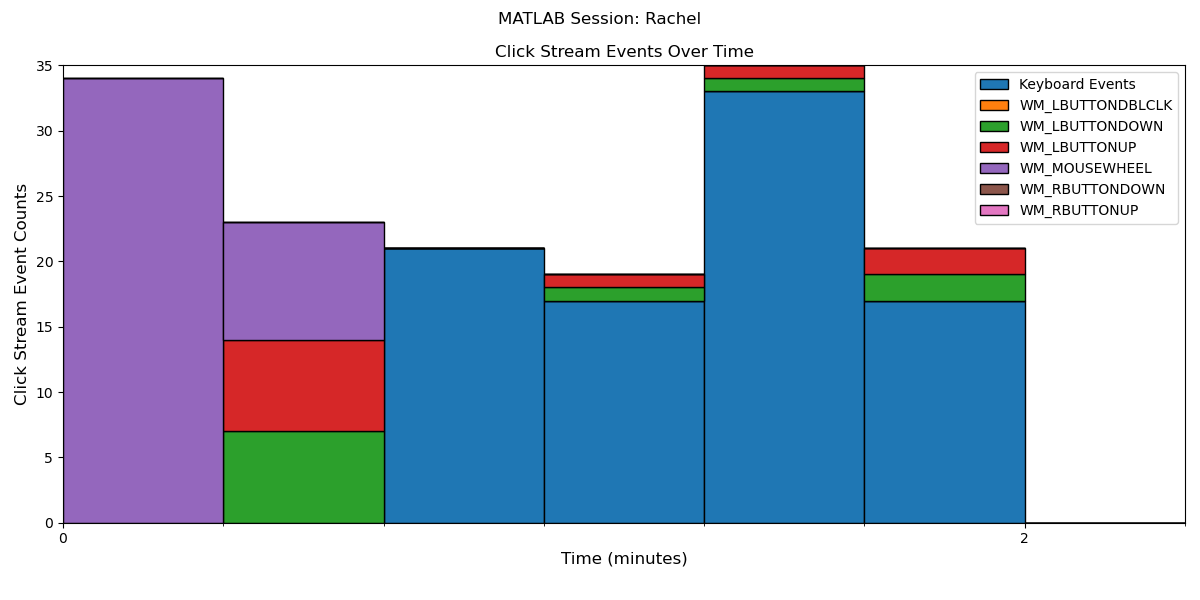 MATLAB Session: Rachel
Click Stream Events Over Time
Click Stream Event Counts
35
30
25
20
15
10
5
0
Keyboard Events
WM_LBUTTONDBLCLK
WM_LBUTTONDOWN
WM_LBUTTONUP
WM_MOUSEWHEEL
WM_RBUTTONDOWN
WM_RBUTTONUP
0
2
Time (minutes)